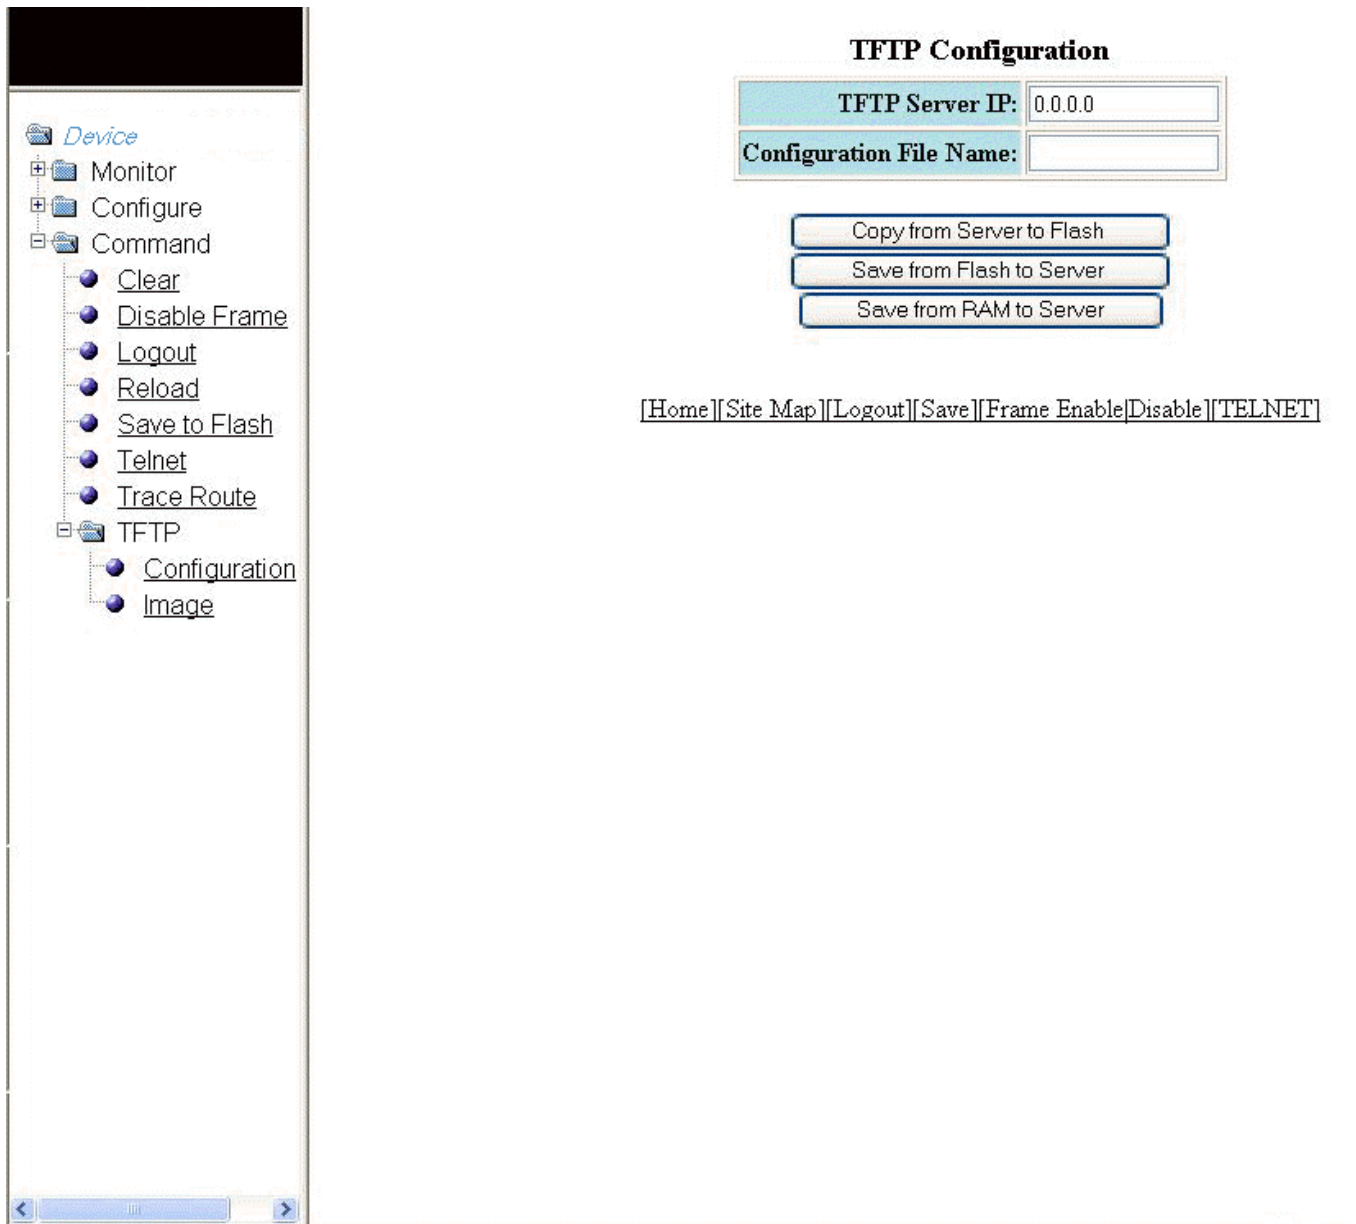 Device
Monitor
Configure
Command
Clear
Disable Frame
Logout
Reload
Save to Flash
Telnet
Trace Route
TFTP
Configuration
Image
TFTP Configuration
TFTP Server IP: 0.0.0.0
Configuration File Name:
Copy from Server to Flash
Save from Flash to Server
Save from RAM to Server
[Home][Site Map][Logout][Save][Frame Enable|Disable][TELNET]